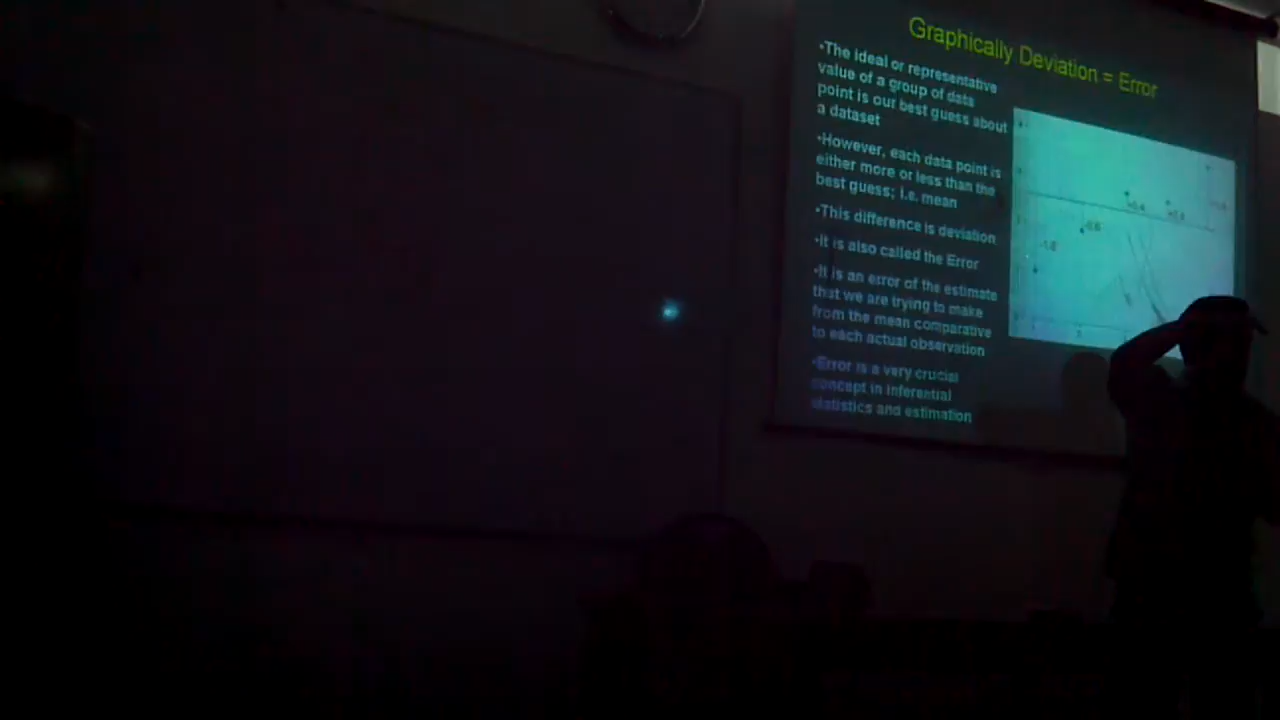 Graphically Deviation = Error
•The ideal or representative
value of a group of data
point is our best guess about
a dataset
•However, each data point is
either more or less than the
best guess; i.e. mean
•This difference is deviation
•It is also called the Error
•It is an error of the estimate
that we are trying to make
from the mean comparative
to each actual observation
•Error is a very crucial
concept in inferential
statistics and estimation